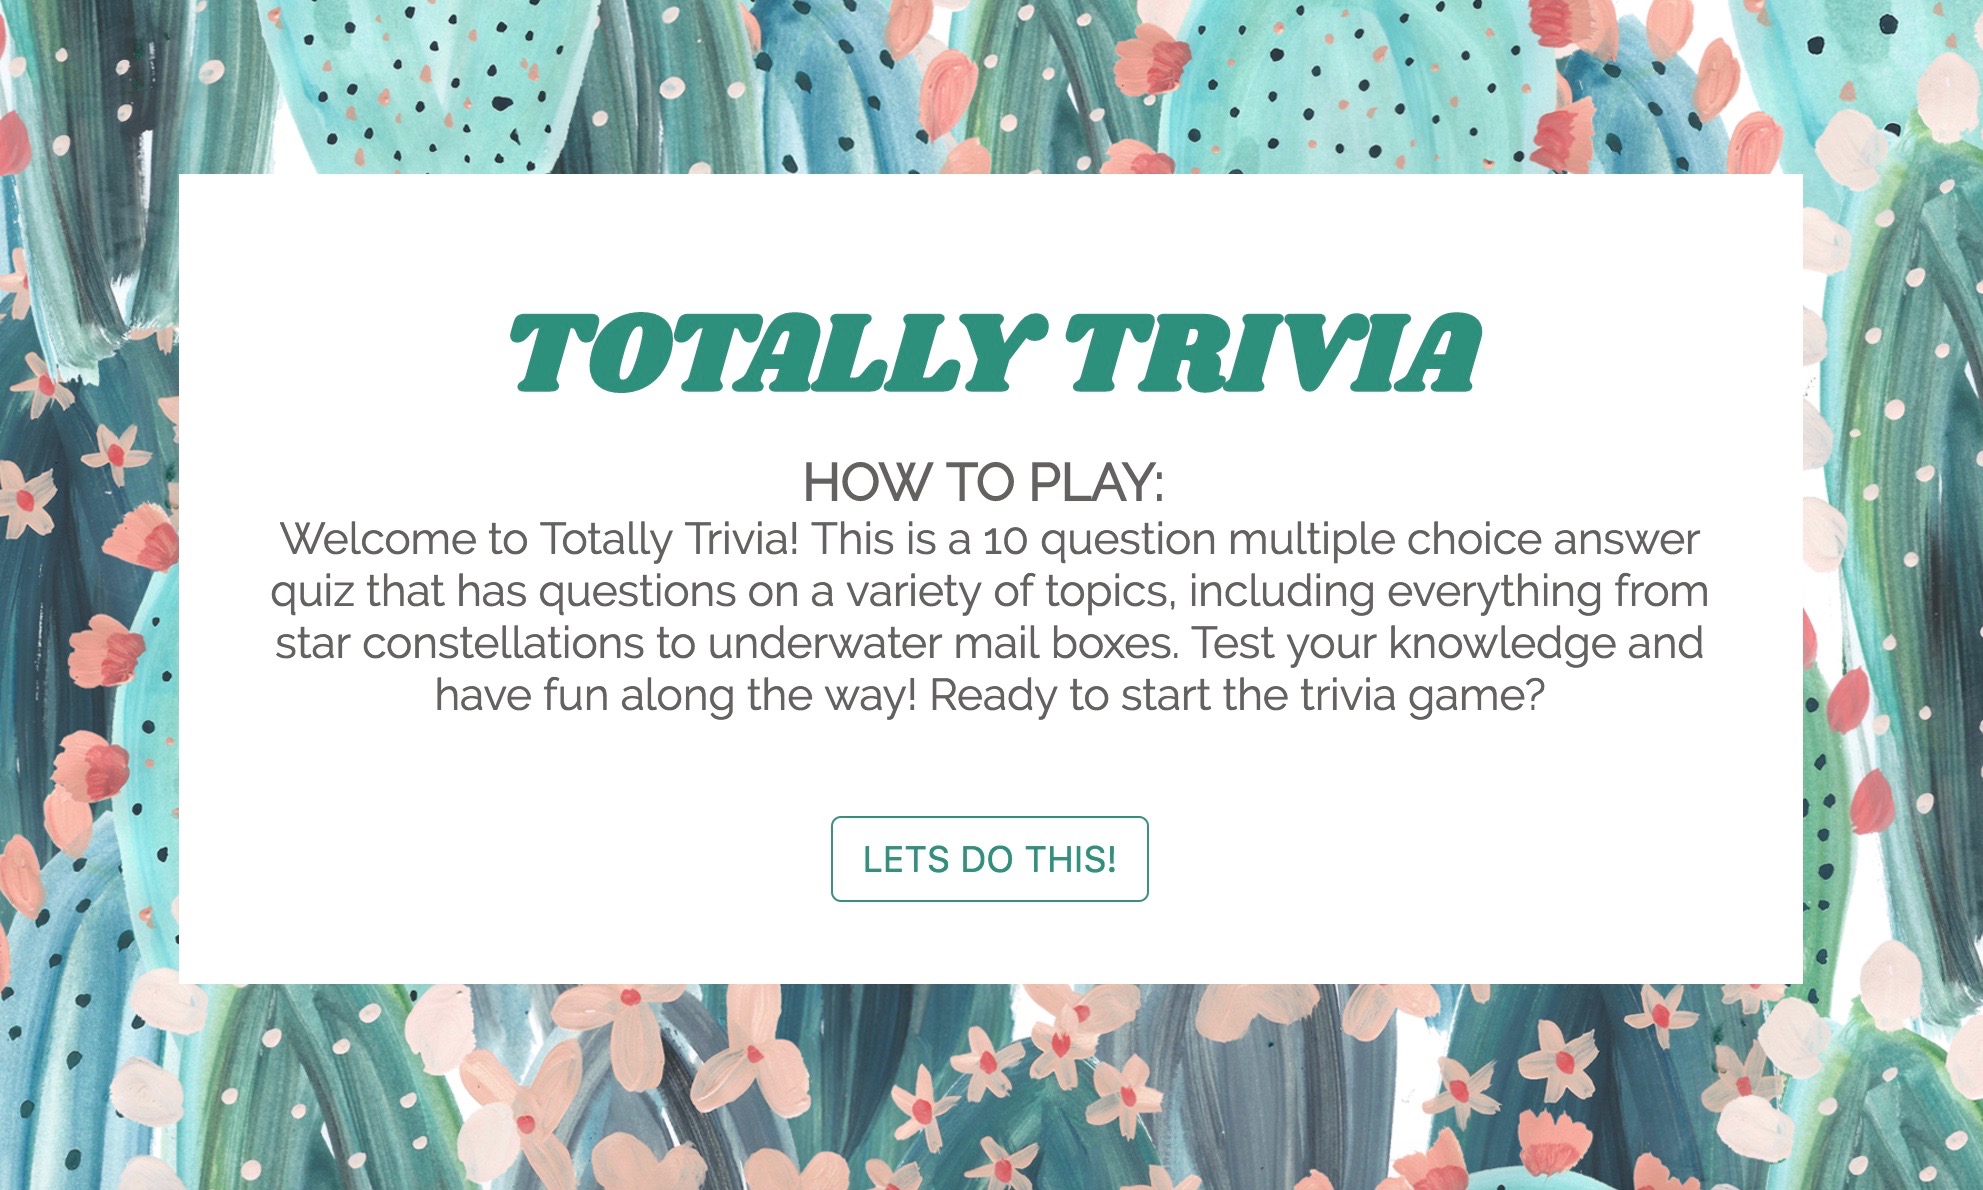 TOTALLY TRIVIA
HOW TO PLAY:
Welcome to Totally Trivia! This is a 10 question multiple choice answer
quiz that has questions on a variety of topics, including everything from
star constellations to underwater mail boxes. Test your knowledge and
have fun along the way! Ready to start the trivia game?
LETS DO THIS!